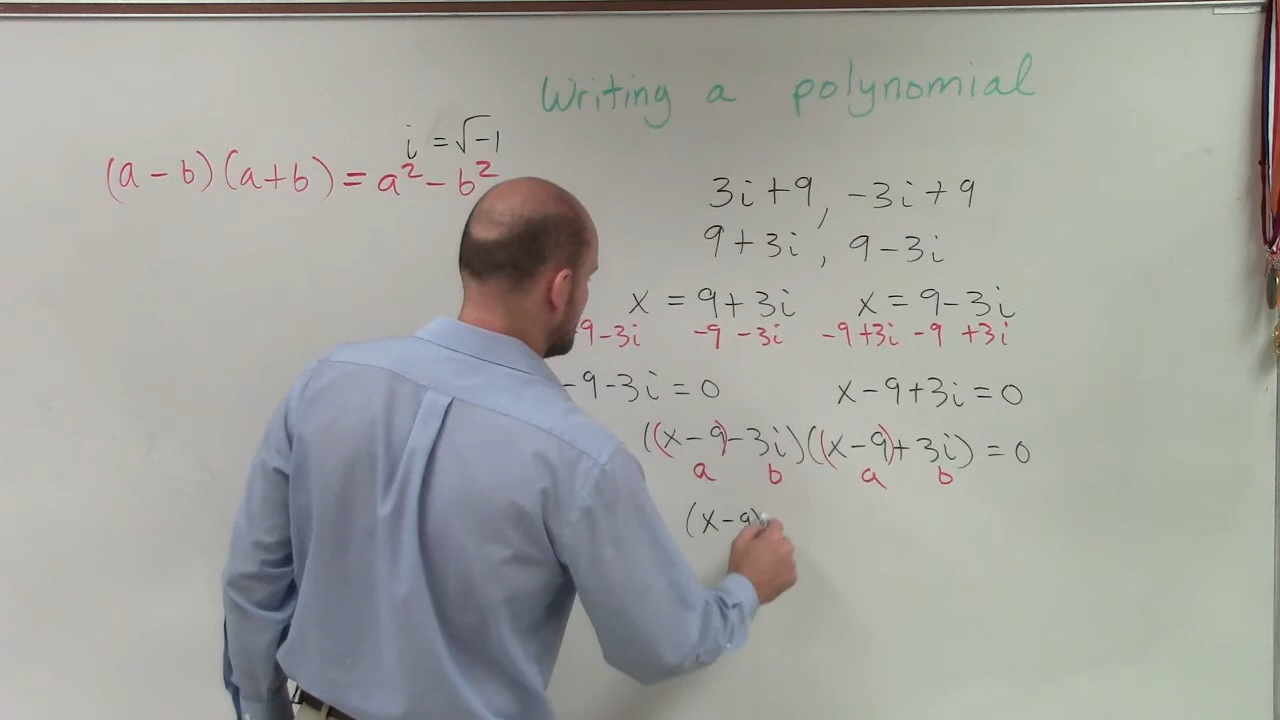 Writing a polynomial
i = √-1
(a - b)(a + b) = a² - b²
3i + 9, -3i + 9
9 + 3i, 9 - 3i
x = 9 + 3i x = 9 - 3i
9 - 3i -9 - 3i -9 + 3i -9 + 3i
-9 - 3i = 0 x - 9 + 3i = 0
((x - 9) - 3i)((x - 9) + 3i) = 0
a b a b
(x - 9)